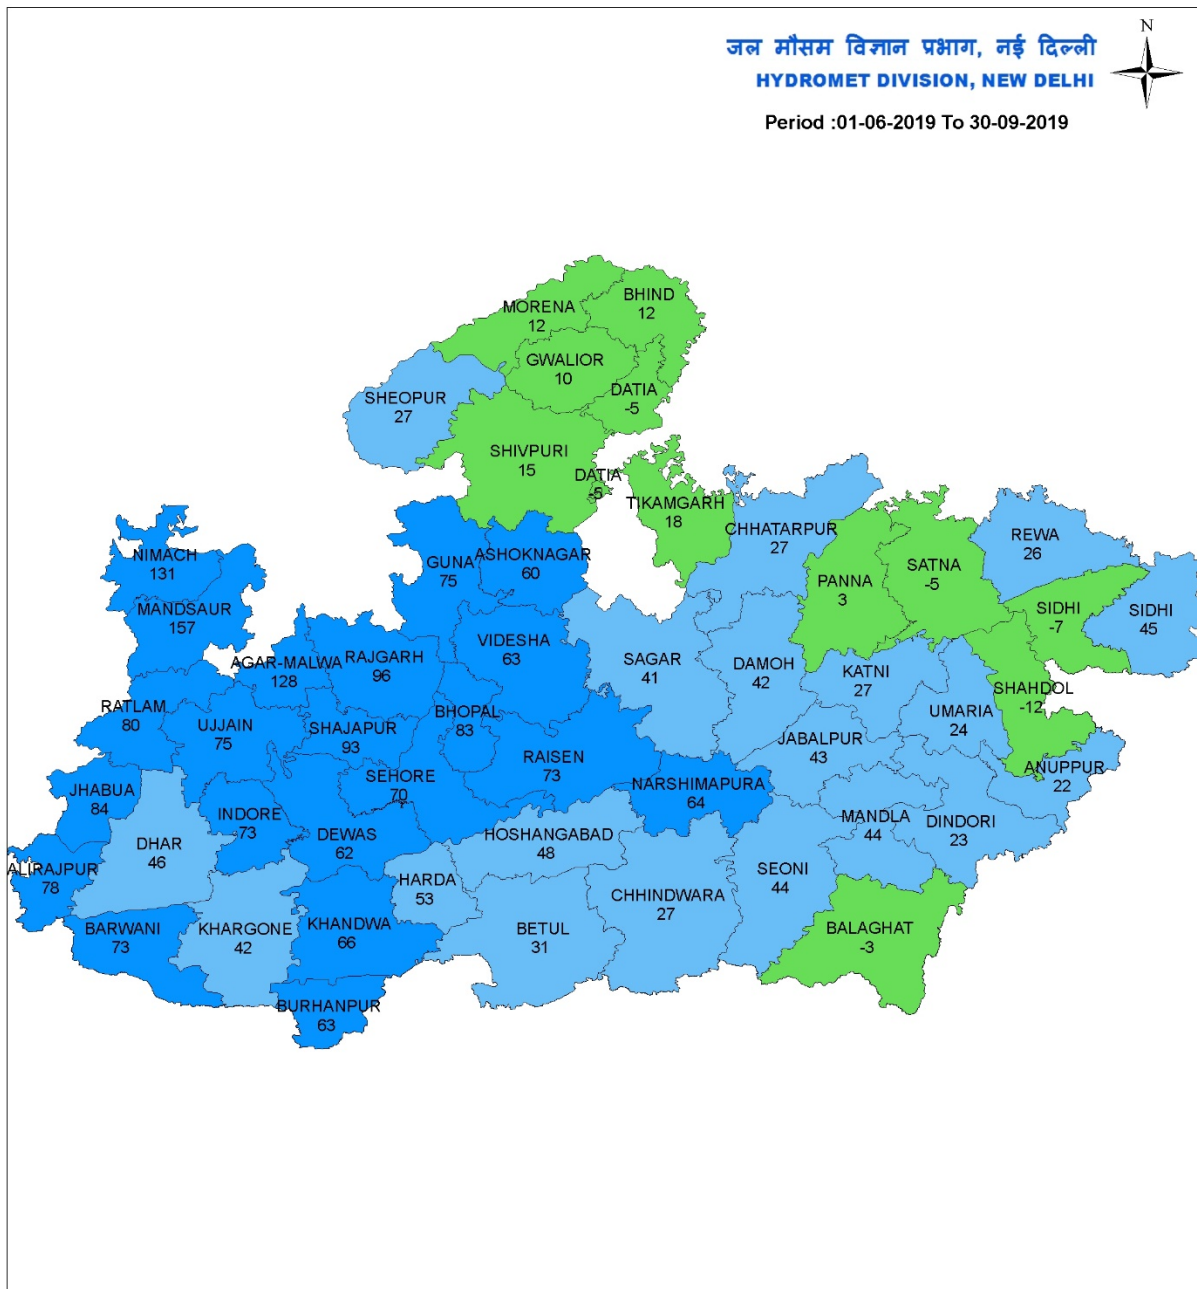 N
जल मौसम विज्ञान प्रभाग, नई दिल्ली
HYDROMET DIVISION, NEW DELHI
Period :01-06-2019 To 30-09-2019
MORENA
12
BHIND
12
GWALIOR
10
DATIA
-5
SHEOPUR
27
SHIVPURI
15
DATIA
-5
TIKAMGARH
18
CHHATARPUR
27
REWA
26
NIMACH
131
GUNA
75
ASHOKNAGAR
60
PANNA
3
SATNA
-5
MANDSAUR
157
SIDHI
-7
SIDHI
45
AGAR-MALWA
128
RAJGARH
96
VIDESHA
63
SAGAR
41
DAMOH
42
KATNI
27
SHAHDOL
-12
RATLAM
80
UJJAIN
75
SHAJAPUR
93
BHOPAL
83
UMARIA
24
RAISEN
73
JABALPUR
43
ANUPPUR
22
JHABUA
84
INDORE
73
SEHORE
70
NARSHIMAPURA
64
MANDLA
44
DINDORI
23
DHAR
46
DEWAS
62
HOSHANGABAD
48
ALIRAJPUR
78
HARDA
53
CHHINDWARA
27
SEONI
44
BARWANI
73
KHARGONE
42
KHANDWA
66
BETUL
31
BALAGHAT
-3
BURHANPUR
63